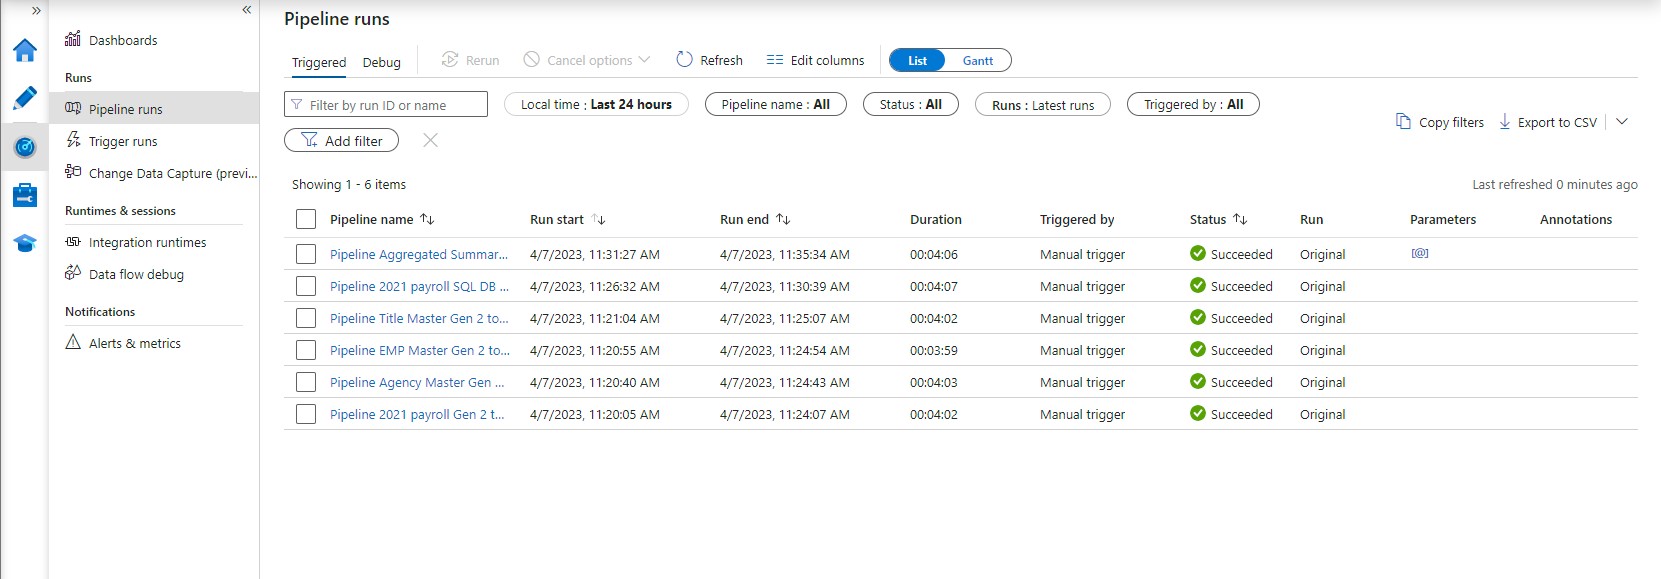 Pipeline runs
Dashboards
Runs
Pipeline runs
Trigger runs
Change Data Capture (previ...
Runtimes & sessions
Integration runtimes
Data flow debug
Notifications
Alerts & metrics
Triggered Debug Rerun Cancel options Refresh Edit columns List Gantt
Filter by run ID or name Local time : Last 24 hours Pipeline name : All Status : All Runs : Latest runs Triggered by : All
Add filter
Copy filters Export to CSV
Showing 1 - 6 items Last refreshed 0 minutes ago
Pipeline name Run start Run end Duration Triggered by Status Run Parameters Annotations
Pipeline Aggregated Summar... 4/7/2023, 11:31:27 AM 4/7/2023, 11:35:34 AM 00:04:06 Manual trigger Succeeded Original [@]
Pipeline 2021 payroll SQL DB ... 4/7/2023, 11:26:32 AM 4/7/2023, 11:30:39 AM 00:04:07 Manual trigger Succeeded Original
Pipeline Title Master Gen 2 to... 4/7/2023, 11:21:04 AM 4/7/2023, 11:25:07 AM 00:04:02 Manual trigger Succeeded Original
Pipeline EMP Master Gen 2 to... 4/7/2023, 11:20:55 AM 4/7/2023, 11:24:54 AM 00:03:59 Manual trigger Succeeded Original
Pipeline Agency Master Gen ... 4/7/2023, 11:20:40 AM 4/7/2023, 11:24:43 AM 00:04:03 Manual trigger Succeeded Original
Pipeline 2021 payroll Gen 2 t... 4/7/2023, 11:20:05 AM 4/7/2023, 11:24:07 AM 00:04:02 Manual trigger Succeeded Original